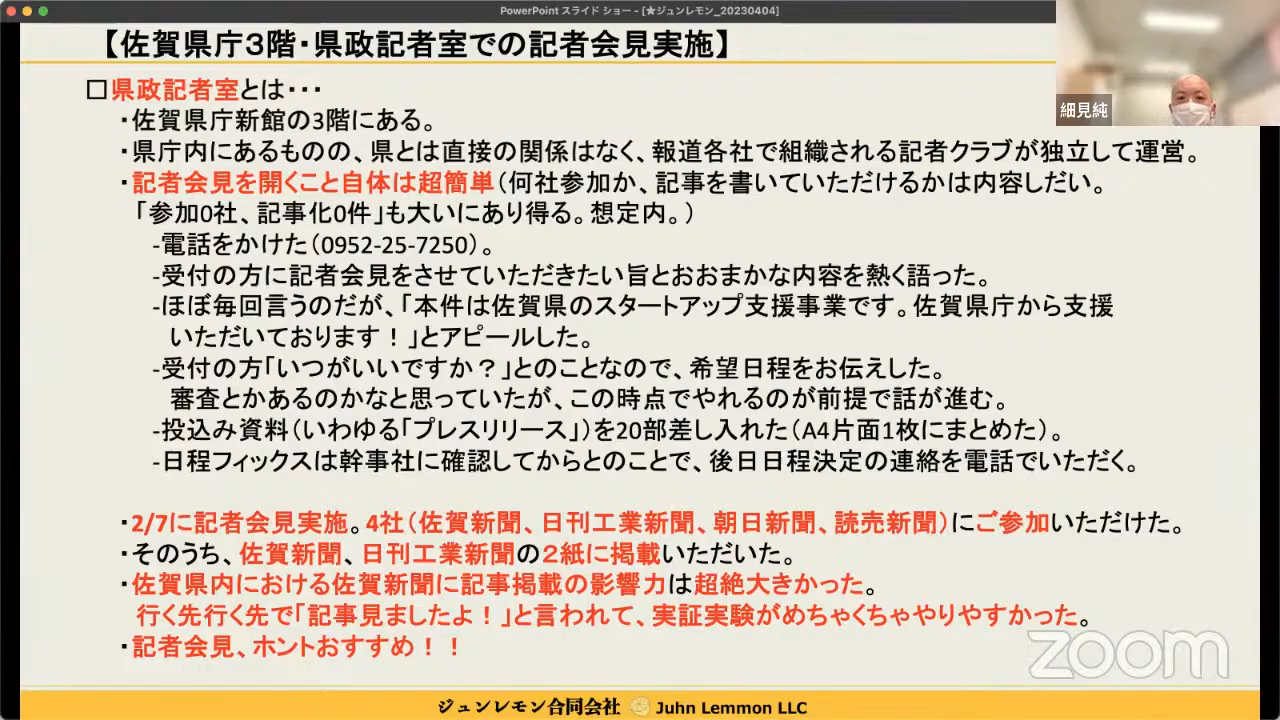 PowerPoint スライド ショー - [★ジュンレモン_20230404]
【佐賀県庁３階・県政記者室での記者会見実施】
細見純
□県政記者室とは・・・
・佐賀県庁新館の3階にある。
・県庁内にあるものの、県とは直接の関係はなく、報道各社で組織される記者クラブが独立して運営。
・記者会見を開くこと自体は超簡単（何社参加か、記事を書いていただけるかは内容しだい。
「参加0社、記事化0件」も大いにあり得る。想定内。）
-電話をかけた（0952-25-7250）。
-受付の方に記者会見をさせていただきたい旨とおおまかな内容を熱く語った。
-ほぼ毎回言うのだが、「本件は佐賀県のスタートアップ支援事業です。佐賀県庁から支援
いただいております！」とアピールした。
-受付の方「いつがいいですか？」とのことなので、希望日程をお伝えした。
審査とかあるのかなと思っていたが、この時点でやれるのが前提で話が進む。
-投込み資料（いわゆる「プレスリリース」）を20部差し入れた（A4片面1枚にまとめた）。
-日程フィックスは幹事社に確認してからとのことで、後日日程決定の連絡を電話でいただく。
・2/7に記者会見実施。4社（佐賀新聞、日刊工業新聞、朝日新聞、読売新聞）にご参加いただけた。
・そのうち、佐賀新聞、日刊工業新聞の２紙に掲載いただいた。
・佐賀県内における佐賀新聞に記事掲載の影響力は超絶大きかった。
行く先行く先で「記事見ましたよ！」と言われて、実証実験がめちゃくちゃやりやすかった。
・記者会見、ホントおすすめ！！
zoom
ジュンレモン合同会社 Juhn Lemmon LLC